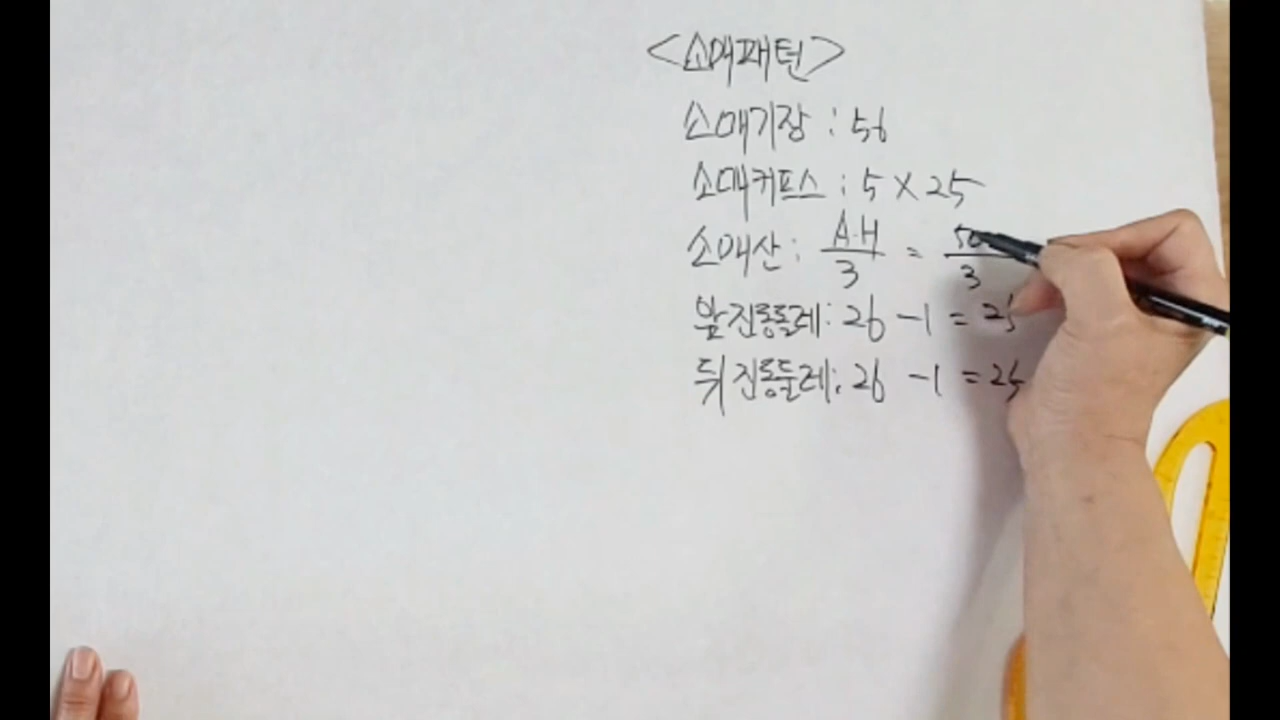 <소매패턴>
소매기장 : 56
소매커프스 : 5 X 25
소매산 : A.H/3 = 50/3
앞진동둘레 : 26 - 1 = 25
뒤진동둘레 : 26 - 1 = 25